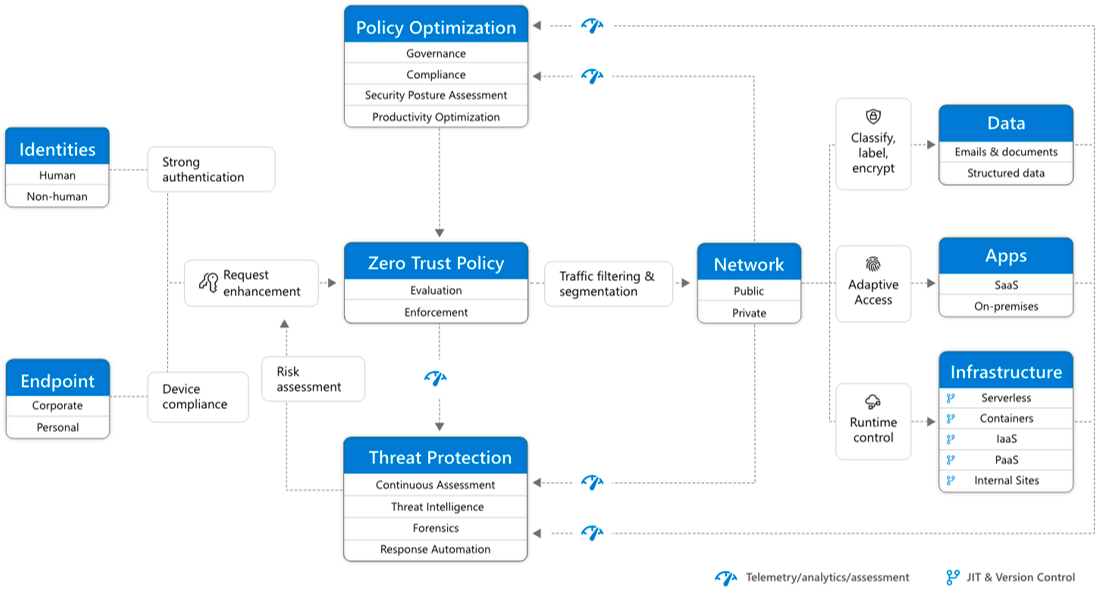 Policy Optimization
Governance
Compliance
Security Posture Assessment
Productivity Optimization
Identities
Human
Non-human
Strong
authentication
Endpoint
Corporate
Personal
Device
compliance
Request
enhancement
Risk
assessment
Zero Trust Policy
Evaluation
Enforcement
Threat Protection
Continuous Assessment
Threat Intelligence
Forensics
Response Automation
Traffic filtering &
segmentation
Network
Public
Private
Classify,
label,
encrypt
Data
Emails & documents
Structured data
Adaptive
Access
Apps
SaaS
On-premises
Runtime
control
Infrastructure
Serverless
Containers
IaaS
PaaS
Internal Sites
Telemetry/analytics/assessment
JIT & Version Control